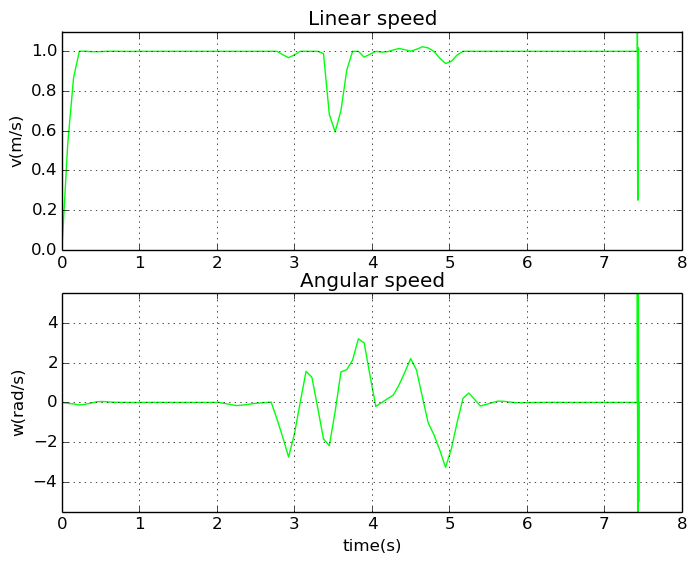 Linear speed
1.0
0.8
0.6
0.4
0.2
0.0
v(m/s)
0 1 2 3 4 5 6 7 8
Angular speed
4
2
0
−2
−4
w(rad/s)
0 1 2 3 4 5 6 7 8
time(s)